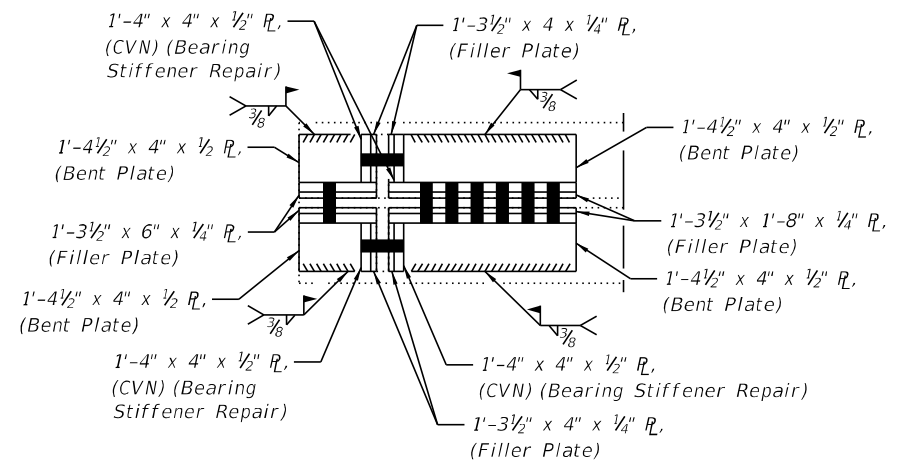 1'-4" x 4" x ½" PL,
(CVN) (Bearing
Stiffener Repair)
1'-3½" x 4 x ¼" PL,
(Filler Plate)
3/8
3/8
1'-4½" x 4" x ½ PL,
(Bent Plate)
1'-4½" x 4" x ½" PL,
(Bent Plate)
1'-3½" x 6" x ¼" PL,
(Filler Plate)
1'-3½" x 1'-8" x ¼" PL,
(Filler Plate)
1'-4½" x 4" x ½ PL,
(Bent Plate)
1'-4½" x 4" x ½" PL,
(Bent Plate)
3/8
3/8
1'-4" x 4" x ½" PL,
(CVN) (Bearing
Stiffener Repair)
1'-4" x 4" x ½" PL,
(CVN) (Bearing Stiffener Repair)
1'-3½" x 4" x ¼" PL,
(Filler Plate)